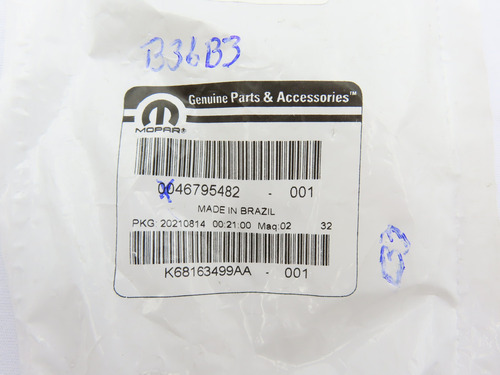 B36B3
Genuine Parts & Accessories™
MOPAR®
0046795482 - 001
MADE IN BRAZIL
PKG: 20210814 00:21:00 Maq:02 32
K68163499AA - 001